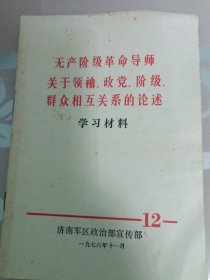 无产阶级革命导师
关于领袖、政党、阶级、
群众相互关系的论述
学习材料
12
济南军区政治部宣传部
一九七六年十一月